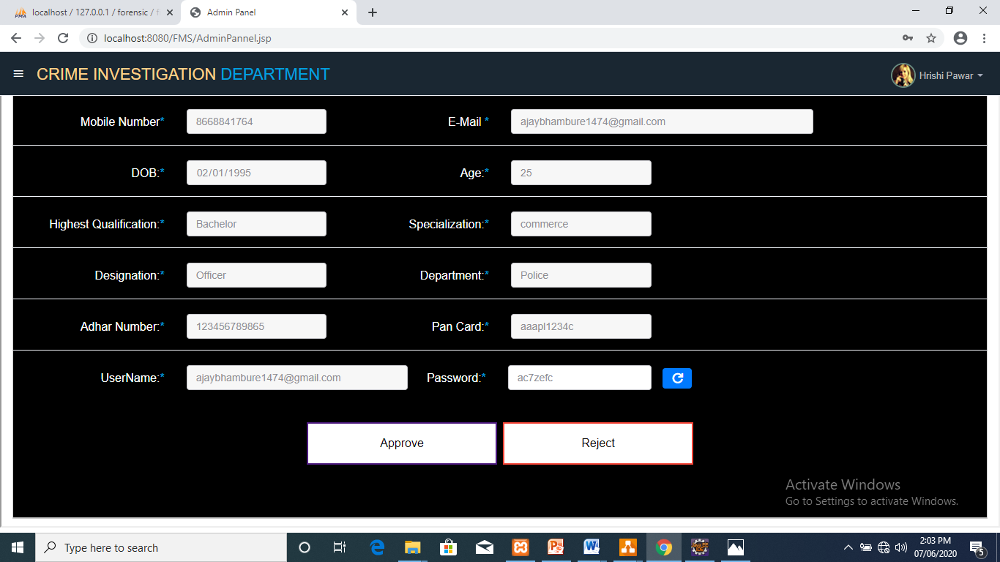 localhost / 127.0.0.1 / forensic / f
Admin Panel
localhost:8080/FMS/AdminPannel.jsp
CRIME INVESTIGATION DEPARTMENT
Hrishi Pawar
Mobile Number* 8668841764 E-Mail * ajaybhambure1474@gmail.com
DOB:* 02/01/1995 Age:* 25
Highest Qualification:* Bachelor Specialization:* commerce
Designation:* Officer Department:* Police
Adhar Number:* 123456789865 Pan Card:* aaapl1234c
UserName:* ajaybhambure1474@gmail.com Password:* ac7zefc
Approve Reject
Activate Windows
Go to Settings to activate Windows.
Type here to search
2:03 PM
07/06/2020
5